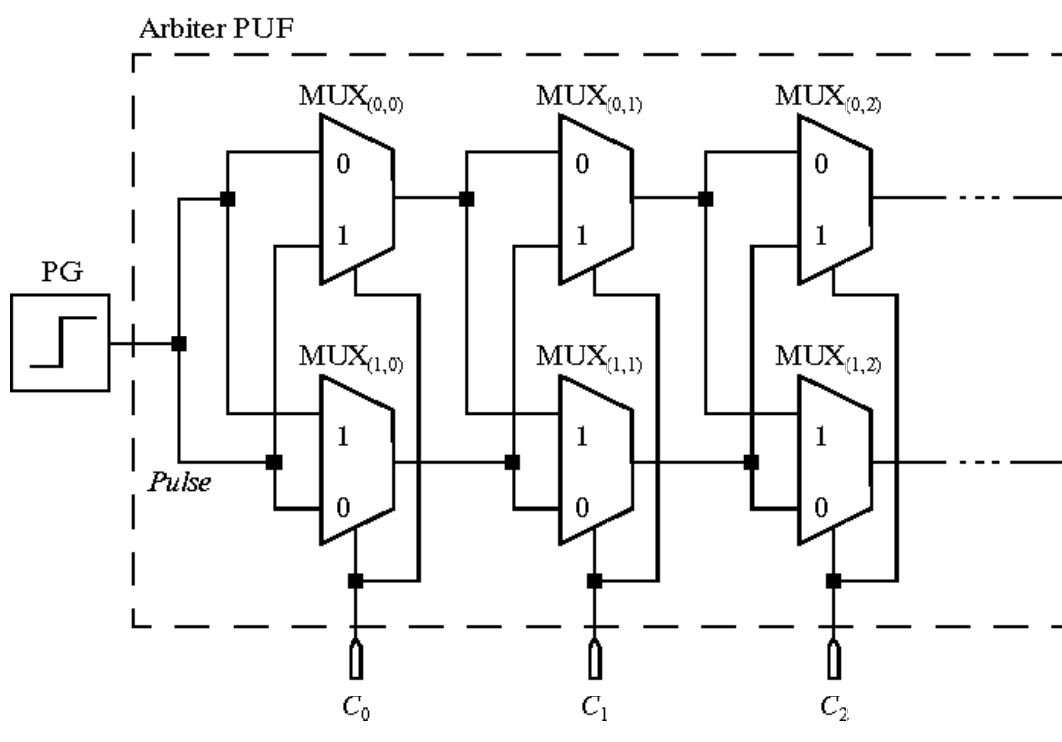 Arbiter PUF
MUX(0,0) MUX(0,1) MUX(0,2)
0 0 0
1 1 1
PG
MUX(1,0) MUX(1,1) MUX(1,2)
1 1 1
Pulse
0 0 0
C0 C1 C2